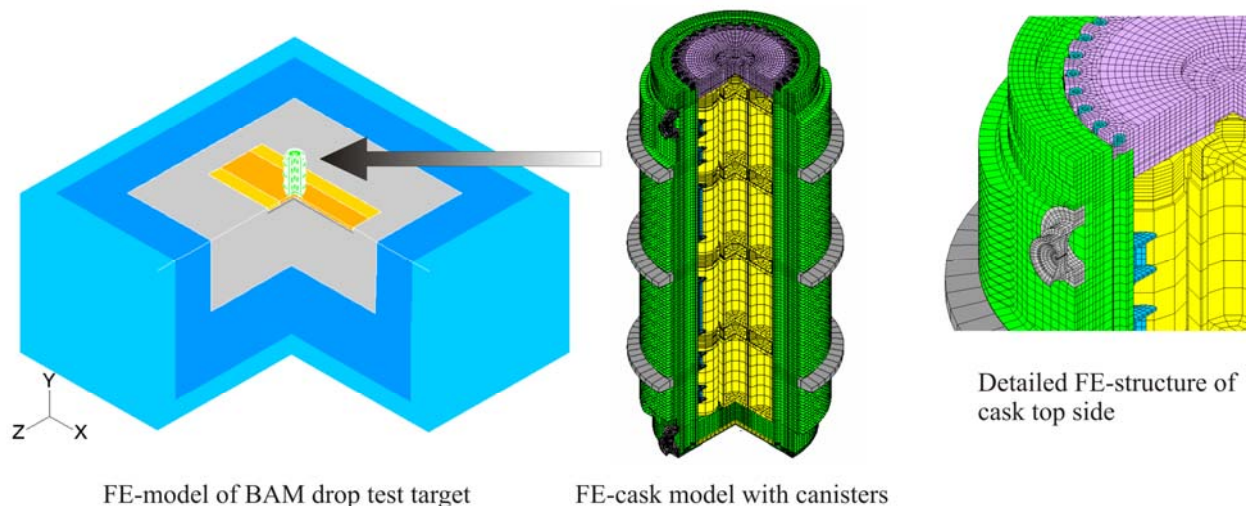 Y
Z
X
FE-model of BAM drop test target
FE-cask model with canisters
Detailed FE-structure of
cask top side